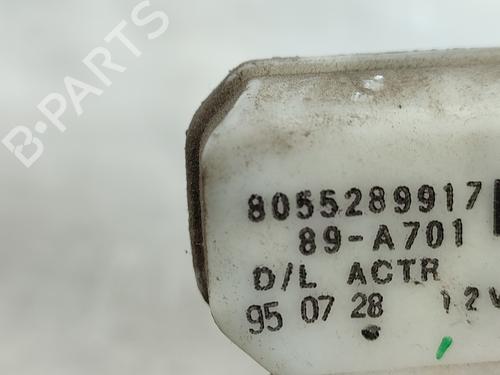 B-PARTS
8055289917
89-A701
D/L ACTR
95 07 28 12V